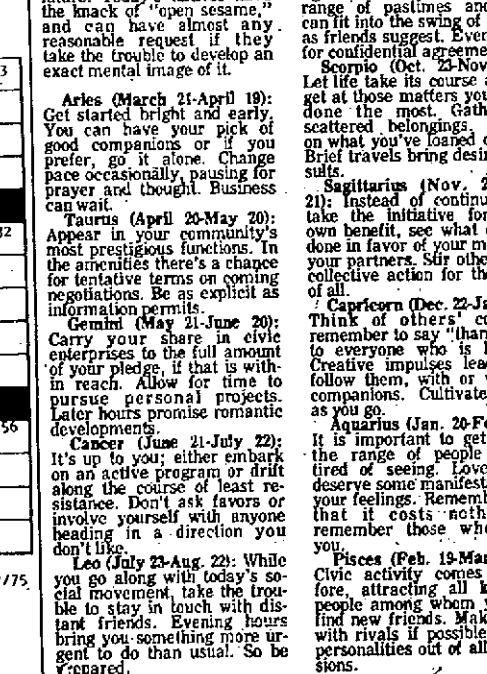 the knack of "open sesame,"
and can have almost any
reasonable request if they
take the trouble to develop an
exact mental image of it.
Aries (March 21-April 19):
Get started bright and early.
You can have your pick of
good companions or if you
prefer, go it alone. Change
pace occasionally, pausing for
prayer and thought. Business
can wait.
Taurus (April 20-May 20):
Appear in your community's
most prestigious functions. In
the amenities there's a chance
for tentative terms on coming
negotiations. Be as explicit as
information permits.
Gemini (May 21-June 20):
Carry your share in civic
enterprises to the full amount
of your pledge, if that is with-
in reach. Allow for time to
pursue personal projects.
Later hours promise romantic
developments.
Cancer (June 21-July 22):
It's up to you; either embark
on an active program or drift
along the course of least re-
sistance. Don't ask favors or
involve yourself with anyone
heading in a direction you
don't like.
Leo (July 23-Aug. 22): While
you go along with today's so-
cial movement, take the trou-
ble to stay in touch with dis-
tant friends. Evening hours
bring you something more ur-
gent to do than usual. So be
prepared.
range of pastimes and
can fit into the swing of
as friends suggest. Even
for confidential agreeme
Scorpio (Oct. 23-Nov
Let life take its course a
get at those matters you
done the most. Gath
scattered belongings.
on what you've loaned o
Brief travels bring desir
sults.
Sagittarius (Nov. 2
21): Instead of continu
take the initiative for
own benefit, see what c
done in favor of your m
your partners. Stir othe
collective action for the
of all.
Capricorn (Dec. 22-Ja
Think of others' co
remember to say "than
to everyone who is l
Creative impulses lea
follow them, with or w
companions. Cultivate
as you go.
Aquarius (Jan. 20-Fe
It is important to get
the range of people
tired of seeing. Love
deserve some manifest
your feelings. Rememb
that it costs noth
remember those who
you.
Pisces (Feb. 19-Mar
Civic activity comes
fore, attracting all k
people among whom y
find new friends. Mak
with rivals if possible
personalities out of all
sions.
3
32
56
/75